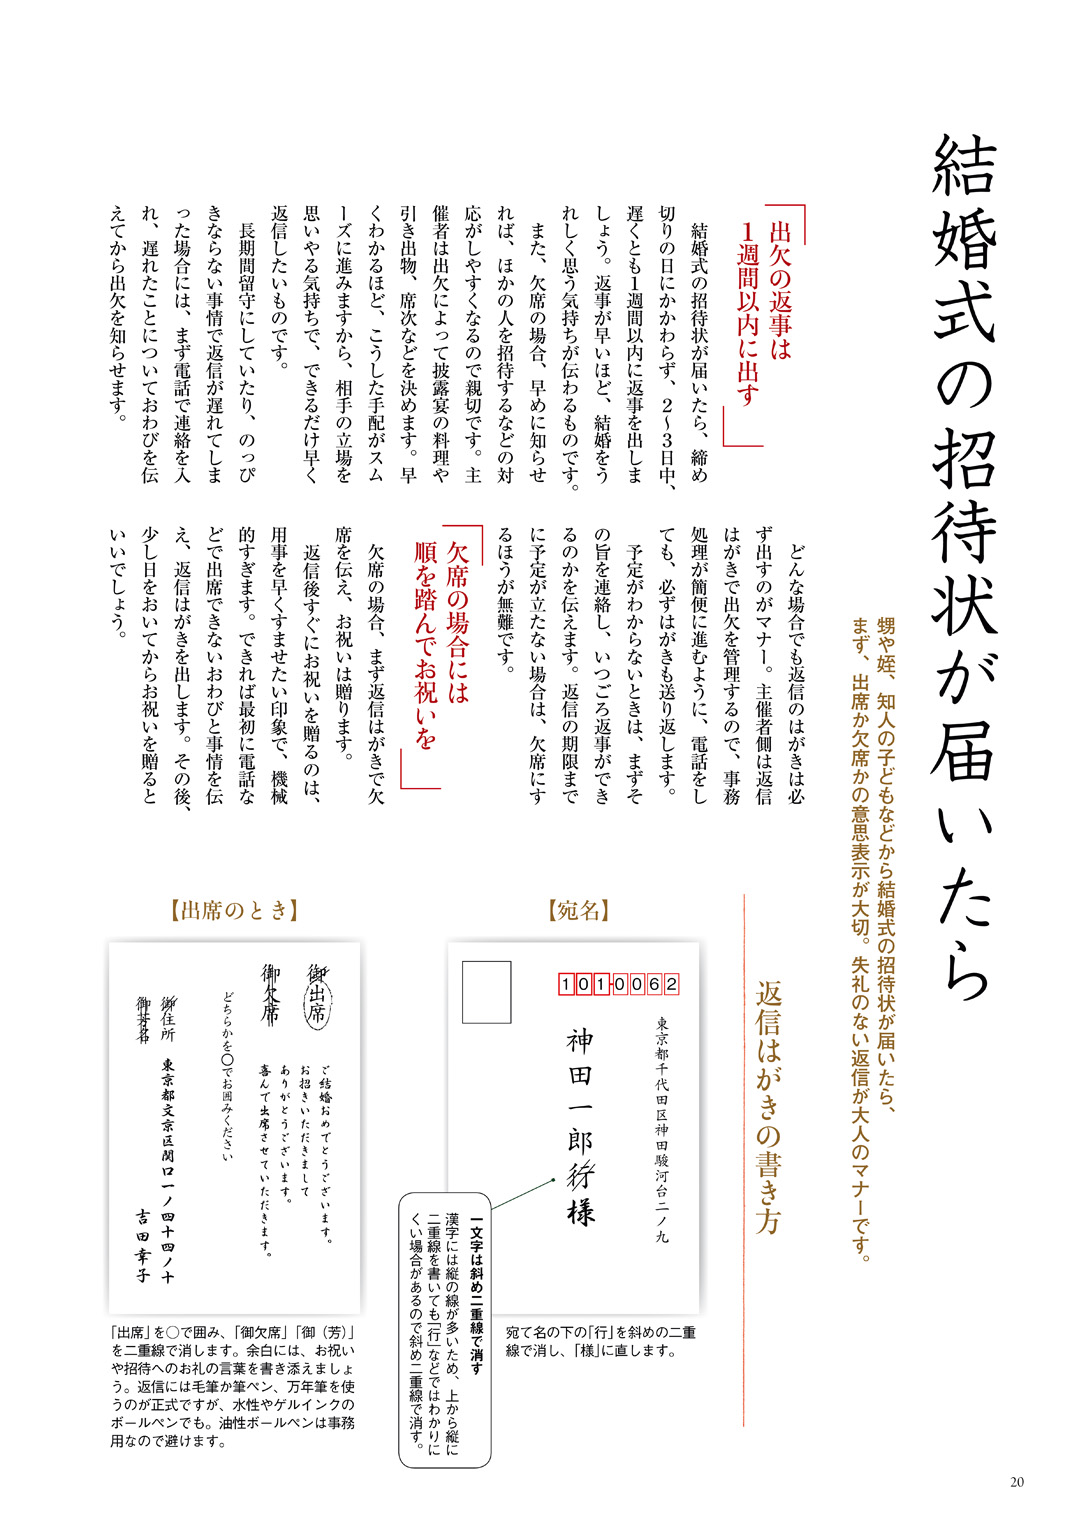 結婚式の招待状が届いたら
甥や姪、知人の子どもなどから結婚式の招待状が届いたら、
まず、出席か欠席かの意思表示が大切。失礼のない返信が大人のマナーです。
出欠の返事は
1週間以内に出す
結婚式の招待状が届いたら、締め
切りの日にかかわらず、2〜3日中、
遅くとも1週間以内に返事を出しま
しょう。返事が早いほど、結婚をう
れしく思う気持ちが伝わるものです。
また、欠席の場合、早めに知らせ
れば、ほかの人を招待するなどの対
応がしやすくなるので親切です。主
催者は出欠によって披露宴の料理や
引き出物、席次などを決めます。早
くわかるほど、こうした手配がスム
ーズに進みますから、相手の立場を
思いやる気持ちで、できるだけ早く
返信したいものです。
長期間留守にしていたり、のっぴ
きならない事情で返信が遅れてしま
った場合には、まず電話で連絡を入
れ、遅れたことについておわびを伝
えてから出欠を知らせます。
どんな場合でも返信のはがきは必
ず出すのがマナー。主催者側は返信
はがきで出欠を管理するので、事務
処理が簡便に進むように、電話をし
ても、必ずはがきも送り返します。
予定がわからないときは、まずそ
の旨を連絡し、いつごろ返事ができ
るのかを伝えます。返信の期限まで
に予定が立たない場合は、欠席にす
るほうが無難です。
欠席の場合には
順を踏んでお祝いを
欠席の場合、まず返信はがきで欠
席を伝え、お祝いは贈ります。
返信後すぐにお祝いを贈るのは、
用事を早くすませたい印象で、機械
的すぎます。できれば最初に電話な
どで出席できないおわびと事情を伝
え、返信はがきを出します。その後、
少し日をおいてからお祝いを贈ると
いいでしょう。
返信はがきの書き方
【宛名】
1010062
東京都千代田区神田駿河台二ノ九
神田一郎行様
一文字は斜め二重線で消す
漢字には縦の線が多いため、上から縦に
二重線を書いても「行」などではわかりに
くい場合があるので斜め二重線で消す。
宛て名の下の「行」を斜めの二重
線で消し、「様」に直します。
【出席のとき】
御出席
ご結婚おめでとうございます。
お招きいただきまして
ありがとうございます。
喜んで出席させていただきます。
御欠席
どちらかを○でお囲みください
御住所 東京都文京区関口一ノ四十四ノ十
御芳名 吉田幸子
「出席」を○で囲み、「御欠席」「御(芳)」
を二重線で消します。余白には、お祝い
や招待へのお礼の言葉を書き添えましょ
う。返信には毛筆か筆ペン、万年筆を使
うのが正式ですが、水性やゲルインクの
ボールペンでも。油性ボールペンは事務
用なので避けます。
20